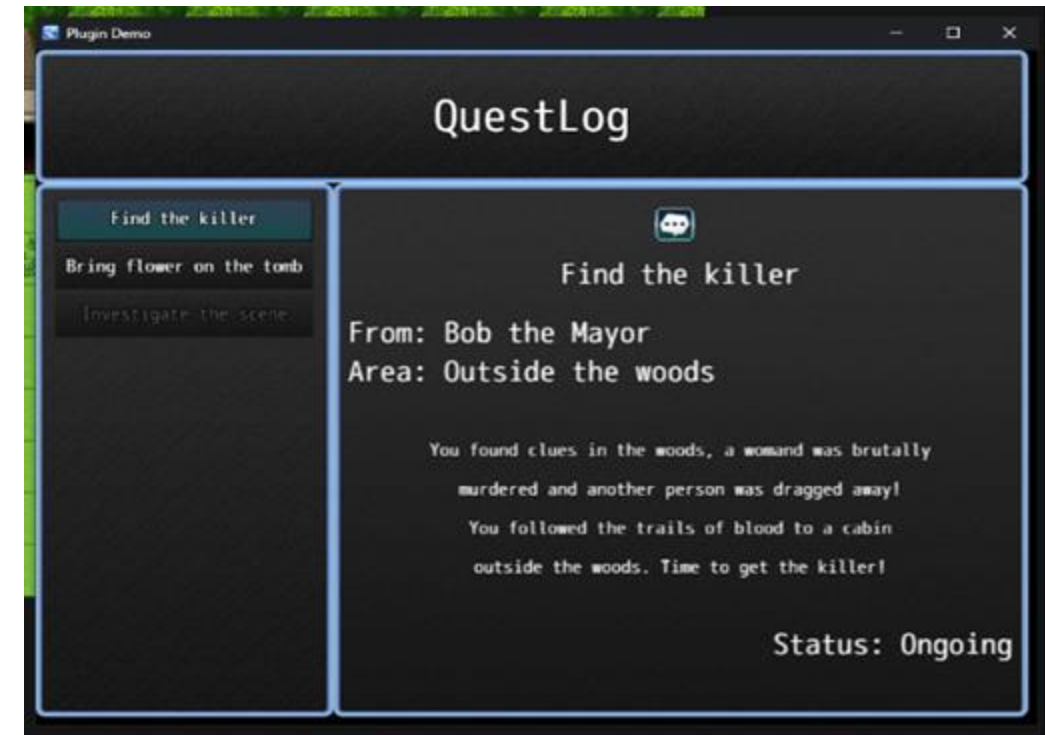 Plugin Demo
QuestLog
Find the killer
Bring flower on the tomb
Investigate the scene.
Find the killer
From: Bob the Mayor
Area: Outside the woods
You found clues in the woods, a womand was brutally
murdered and another person was dragged away!
You followed the trails of blood to a cabin
outside the woods. Time to get the killer!
Status: Ongoing